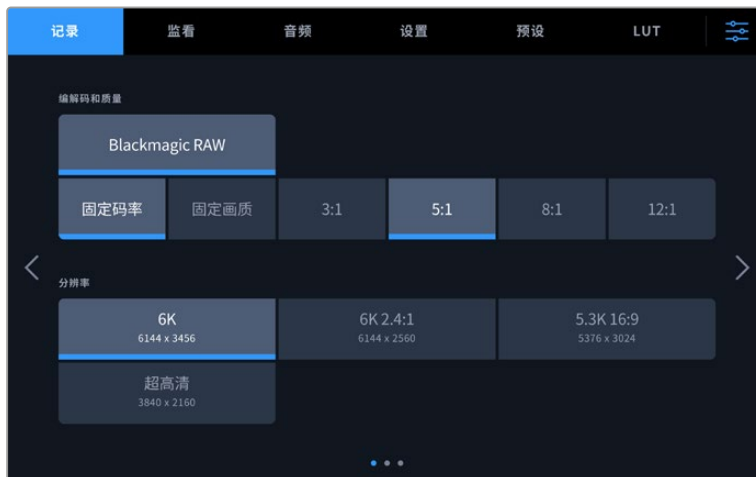 记录 监看 音频 设置 预设 LUT
编解码和质量
Blackmagic RAW
固定码率 固定画质 3:1 5:1 8:1 12:1
分辨率
6K 6K 2.4:1 5.3K 16:9
6144 x 3456 6144 x 2560 5376 x 3024
超高清
3840 x 2160